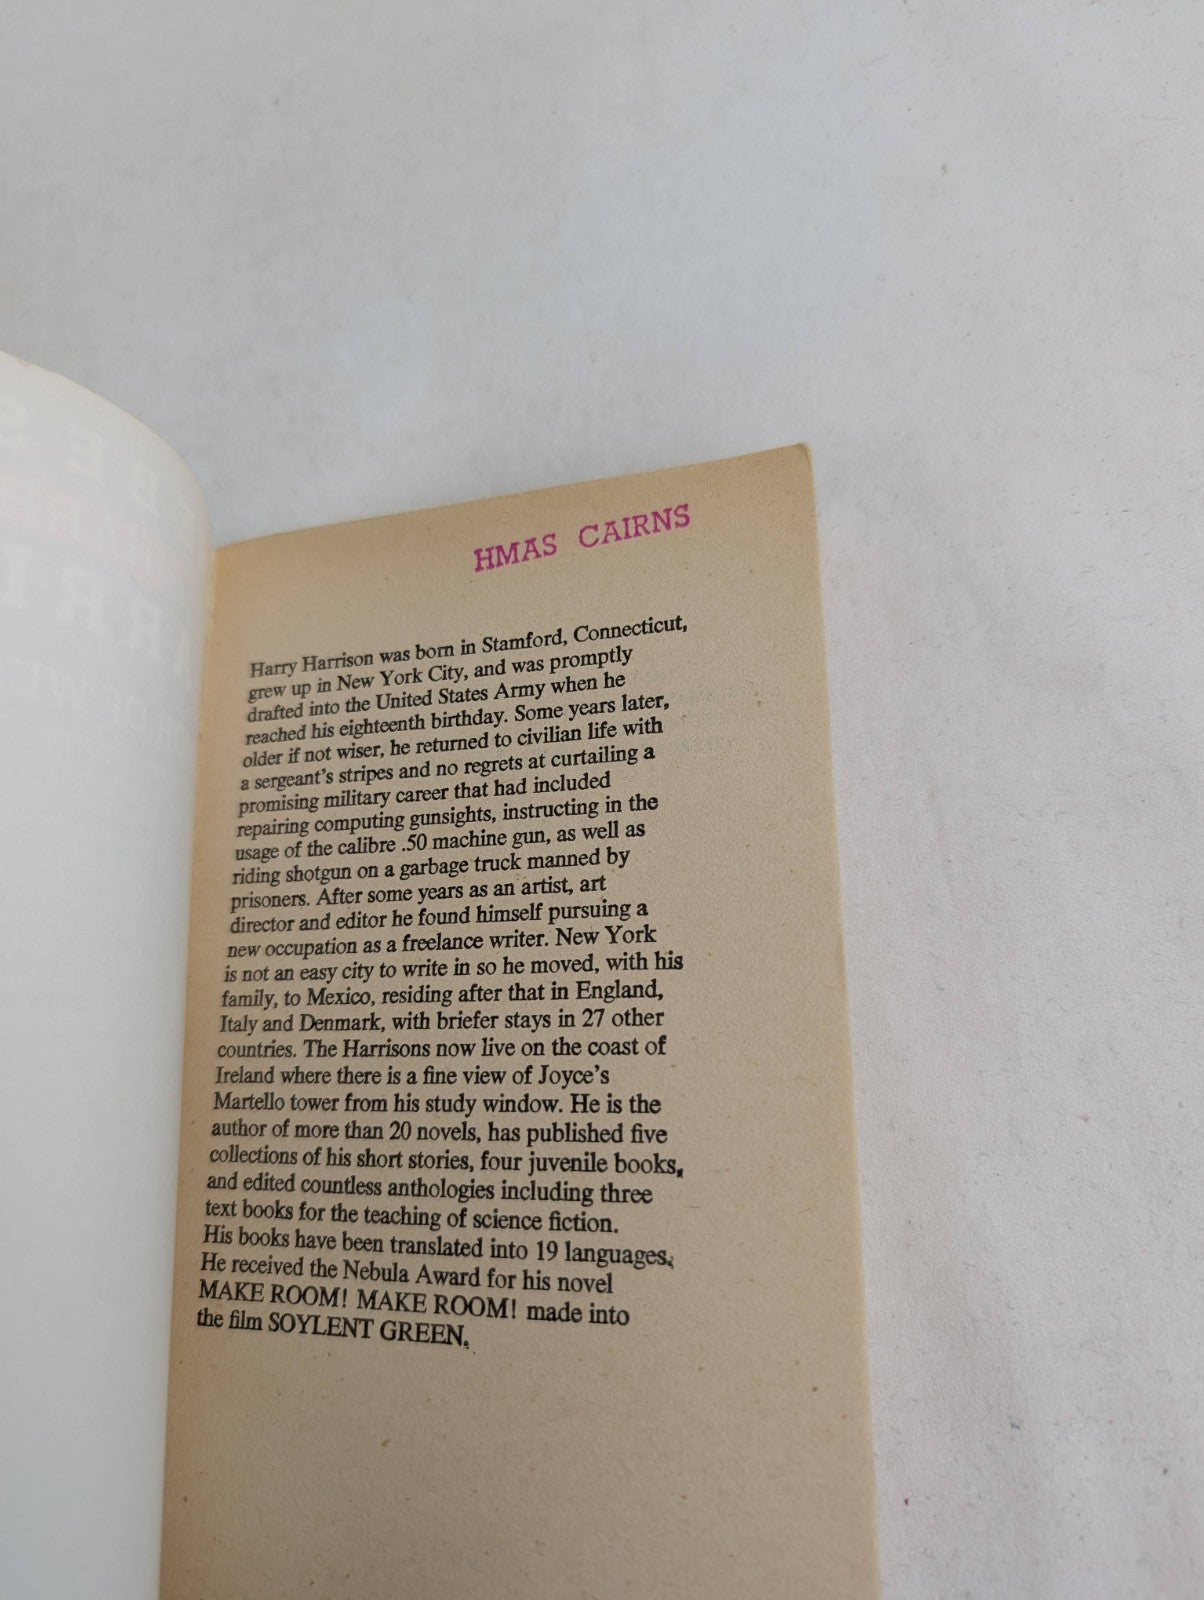 HMAS CAIRNS
Harry Harrison was born in Stamford, Connecticut,
grew up in New York City, and was promptly
drafted into the United States Army when he
reached his eighteenth birthday. Some years later,
older if not wiser, he returned to civilian life with
a sergeant's stripes and no regrets at curtailing a
promising military career that had included
repairing computing gunsights, instructing in the
usage of the calibre .50 machine gun, as well as
riding shotgun on a garbage truck manned by
prisoners. After some years as an artist, art
director and editor he found himself pursuing a
new occupation as a freelance writer. New York
is not an easy city to write in so he moved, with his
family, to Mexico, residing after that in England,
Italy and Denmark, with briefer stays in 27 other
countries. The Harrisons now live on the coast of
Ireland where there is a fine view of Joyce's
Martello tower from his study window. He is the
author of more than 20 novels, has published five
collections of his short stories, four juvenile books,
and edited countless anthologies including three
text books for the teaching of science fiction.
His books have been translated into 19 languages.
He received the Nebula Award for his novel
MAKE ROOM! MAKE ROOM! made into
the film SOYLENT GREEN.